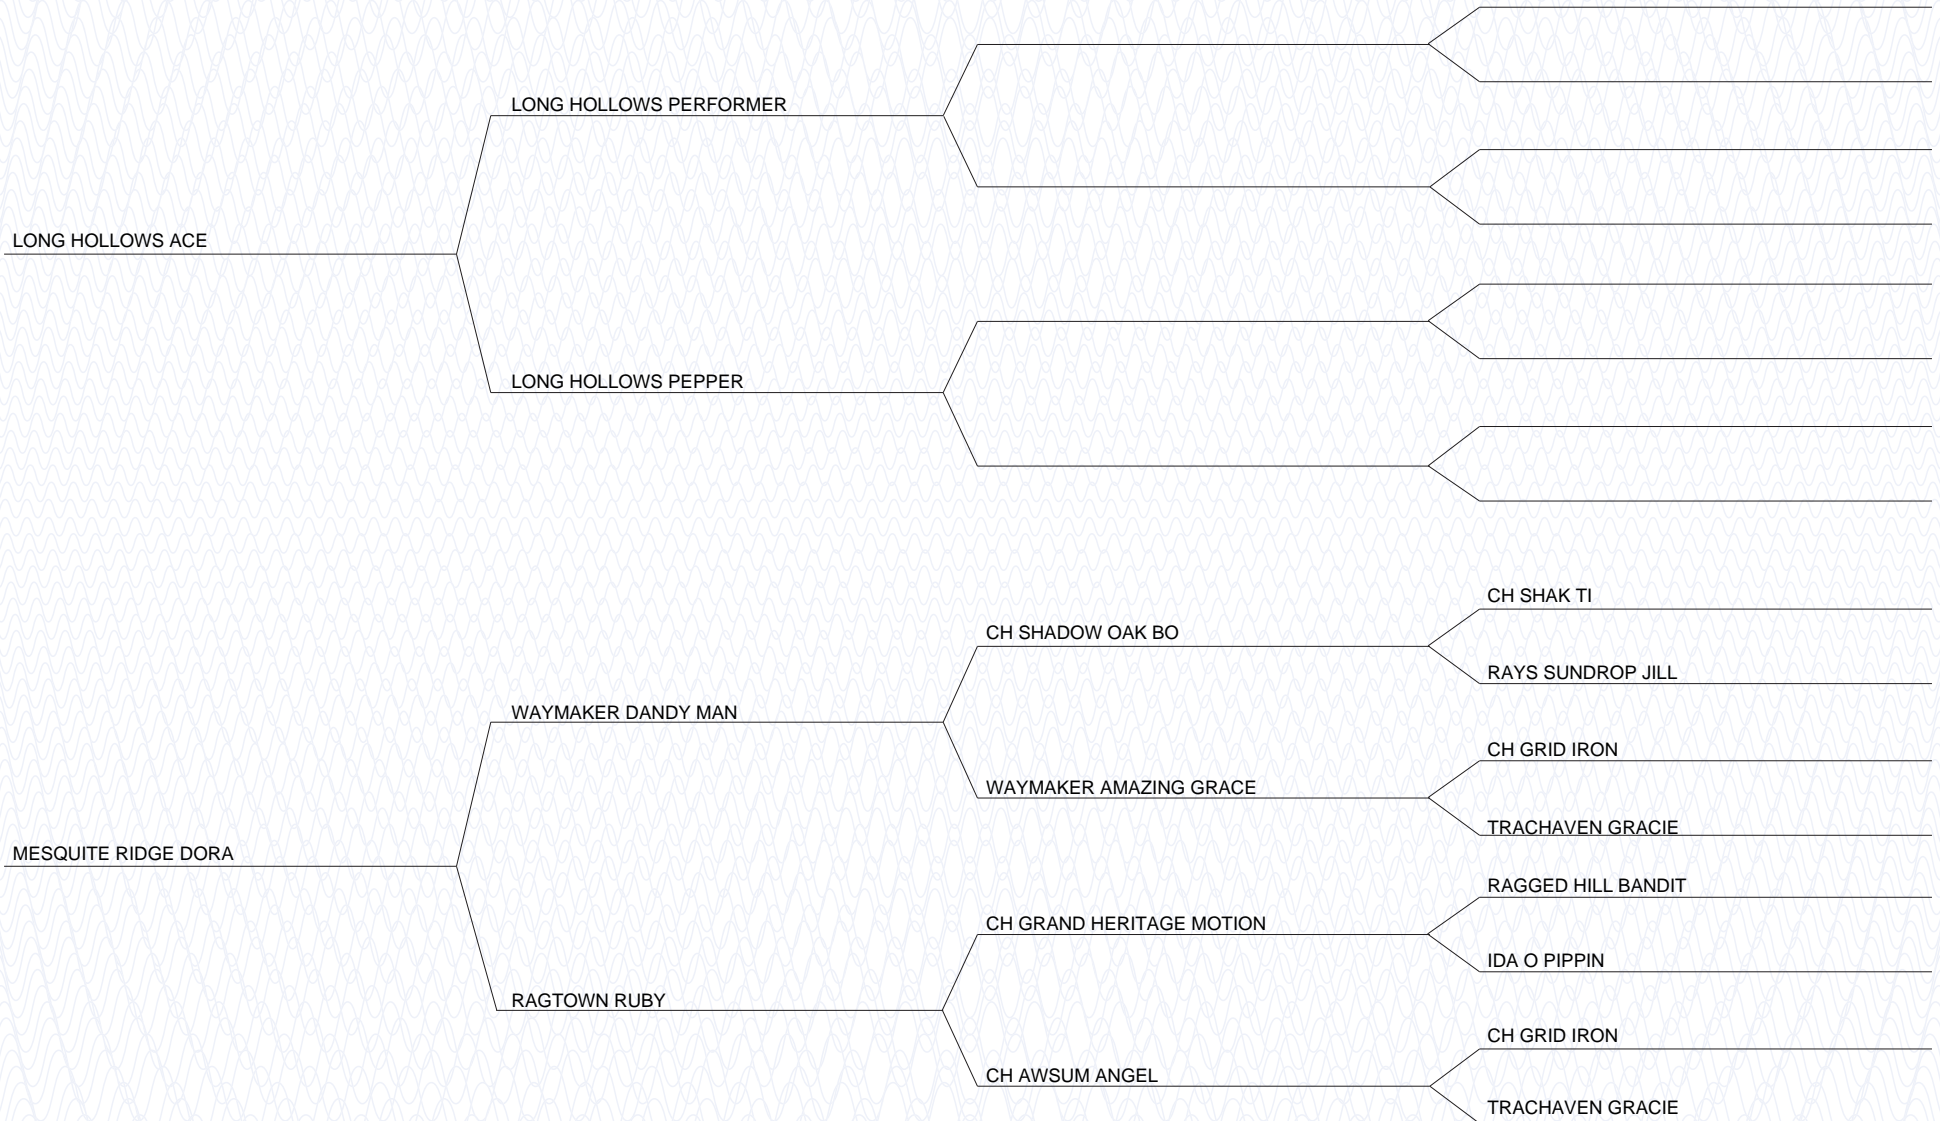 LONG HOLLOWS PERFORMER
LONG HOLLOWS ACE
LONG HOLLOWS PEPPER
CH SHAK TI
CH SHADOW OAK BO
RAYS SUNDROP JILL
WAYMAKER DANDY MAN
CH GRID IRON
WAYMAKER AMAZING GRACE
TRACHAVEN GRACIE
MESQUITE RIDGE DORA
RAGGED HILL BANDIT
CH GRAND HERITAGE MOTION
IDA O PIPPIN
RAGTOWN RUBY
CH GRID IRON
CH AWSUM ANGEL
TRACHAVEN GRACIE